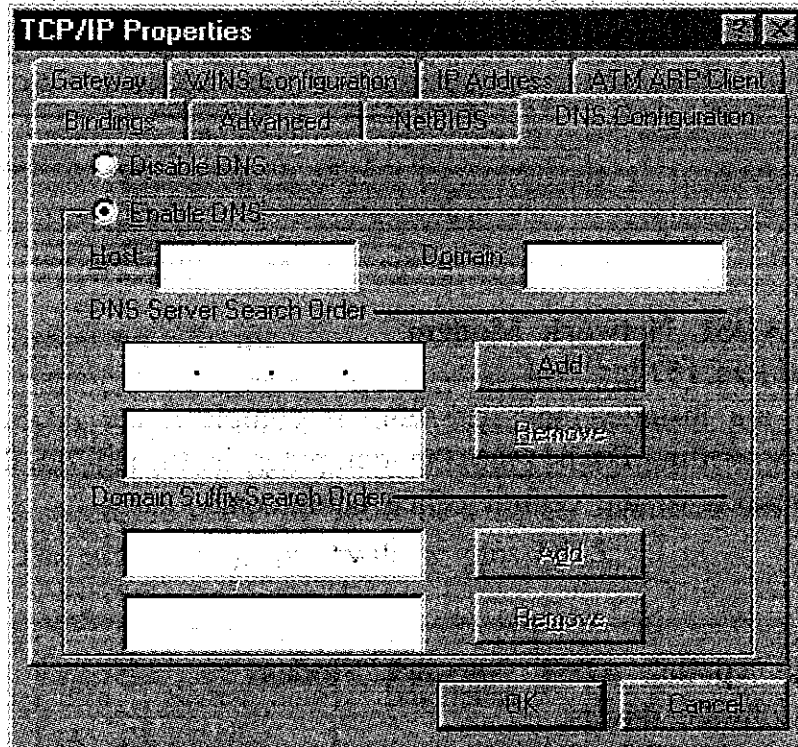 TCP/IP Properties
Gateway WINS Configuration IP Address ATM ARP Client
Bindings Advanced NetBIOS DNS Configuration
Disable DNS
Enable DNS
Host Domain
DNS Server Search Order
. . . Add
Remove
Domain Suffix Search Order
Add
Remove
OK Cancel